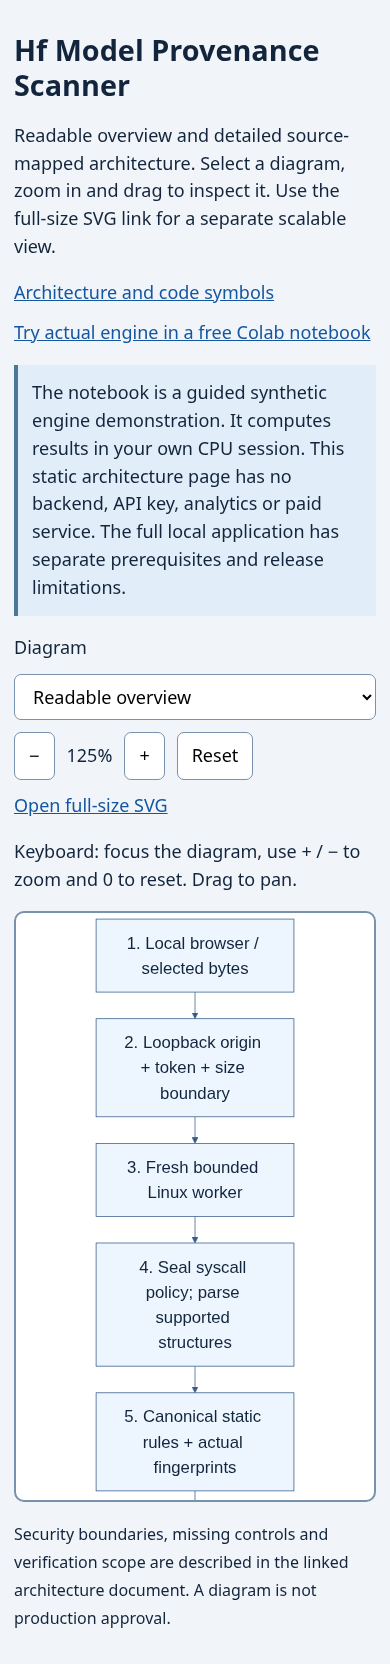 Hf Model Provenance
Scanner
Readable overview and detailed source-
mapped architecture. Select a diagram,
zoom in and drag to inspect it. Use the
full-size SVG link for a separate scalable
view.
Architecture and code symbols
Try actual engine in a free Colab notebook
The notebook is a guided synthetic
engine demonstration. It computes
results in your own CPU session. This
static architecture page has no
backend, API key, analytics or paid
service. The full local application has
separate prerequisites and release
limitations.
Diagram
Readable overview
− 125% + Reset
Open full-size SVG
Keyboard: focus the diagram, use + / − to
zoom and 0 to reset. Drag to pan.
1. Local browser /
selected bytes
2. Loopback origin
+ token + size
boundary
3. Fresh bounded
Linux worker
4. Seal syscall
policy; parse
supported
structures
5. Canonical static
rules + actual
fingerprints
Security boundaries, missing controls and
verification scope are described in the linked
architecture document. A diagram is not
production approval.